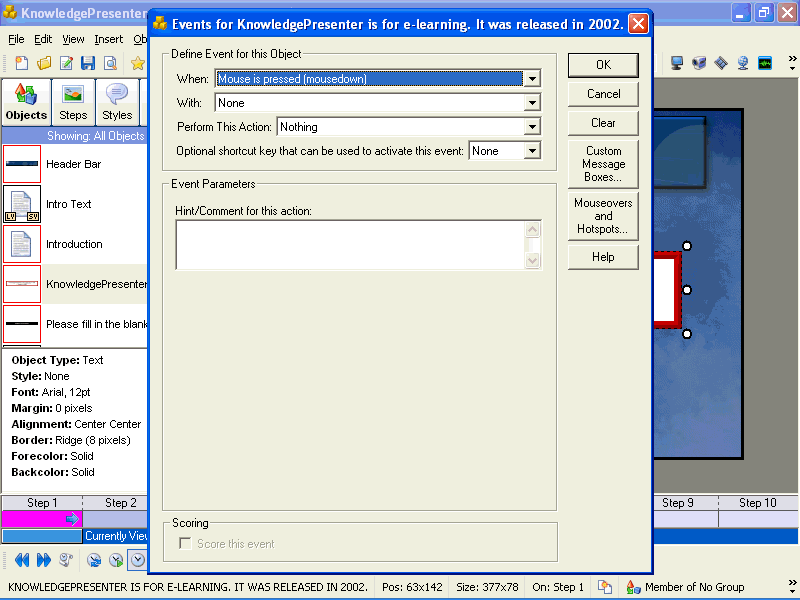 KnowledgePresenter
Events for KnowledgePresenter is for e-learning. It was released in 2002.
File Edit View Insert Ob
Define Event for this Object
When: Mouse is pressed (mousedown)
With: None
Perform This Action: Nothing
Optional shortcut key that can be used to activate this event: None
OK
Cancel
Clear
Custom
Message
Boxes...
Mouseovers
and
Hotspots...
Help
Event Parameters
Hint/Comment for this action:
Scoring
Score this event
Objects Steps Styles
Showing: All Objects
Header Bar
Intro Text
Introduction
KnowledgePresenter
Please fill in the blank
Object Type: Text
Style: None
Font: Arial, 12pt
Margin: 0 pixels
Alignment: Center Center
Border: Ridge (8 pixels)
Forecolor: Solid
Backcolor: Solid
Step 1 Step 2 Step 9 Step 10
Currently View
KNOWLEDGEPRESENTER IS FOR E-LEARNING. IT WAS RELEASED IN 2002. Pos: 63x142 Size: 377x78 On: Step 1 Member of No Group